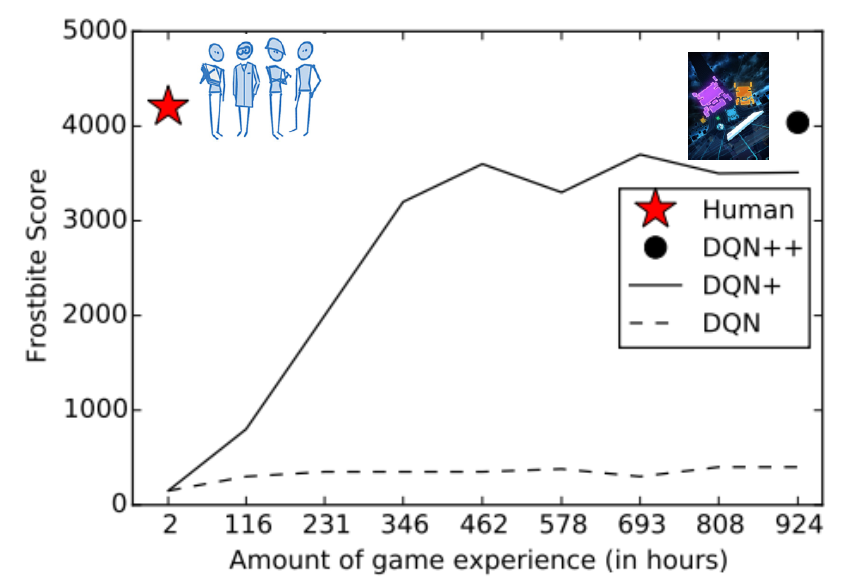 5000
4000
3000
2000
1000
0
Frostbite Score
Human
DQN++
DQN+
DQN
2 116 231 346 462 578 693 808 924
Amount of game experience (in hours)